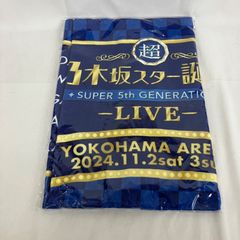 超
乃木坂スター誕
SUPER 5th GENERATIO
-LIVE-
YOKOHAMA ARE
2024.11.2sat 3su